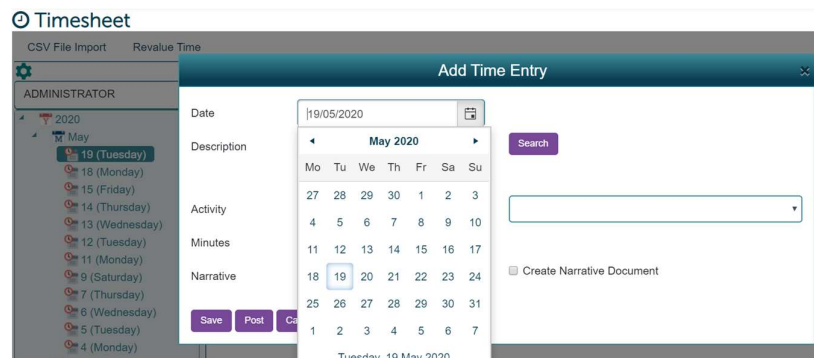 Timesheet
CSV File Import Revalue Time
Add Time Entry
ADMINISTRATOR
2020
May
19 (Tuesday)
18 (Monday)
15 (Friday)
14 (Thursday)
13 (Wednesday)
12 (Tuesday)
11 (Monday)
9 (Saturday)
7 (Thursday)
6 (Wednesday)
5 (Tuesday)
4 (Monday)
Date 19/05/2020
Description Search
Activity
Minutes
Narrative Create Narrative Document
Save Post Ca
May 2020
Mo Tu We Th Fr Sa Su
27 28 29 30 1 2 3
4 5 6 7 8 9 10
11 12 13 14 15 16 17
18 19 20 21 22 23 24
25 26 27 28 29 30 31
1 2 3 4 5 6 7
Tuesday, 19 May 2020